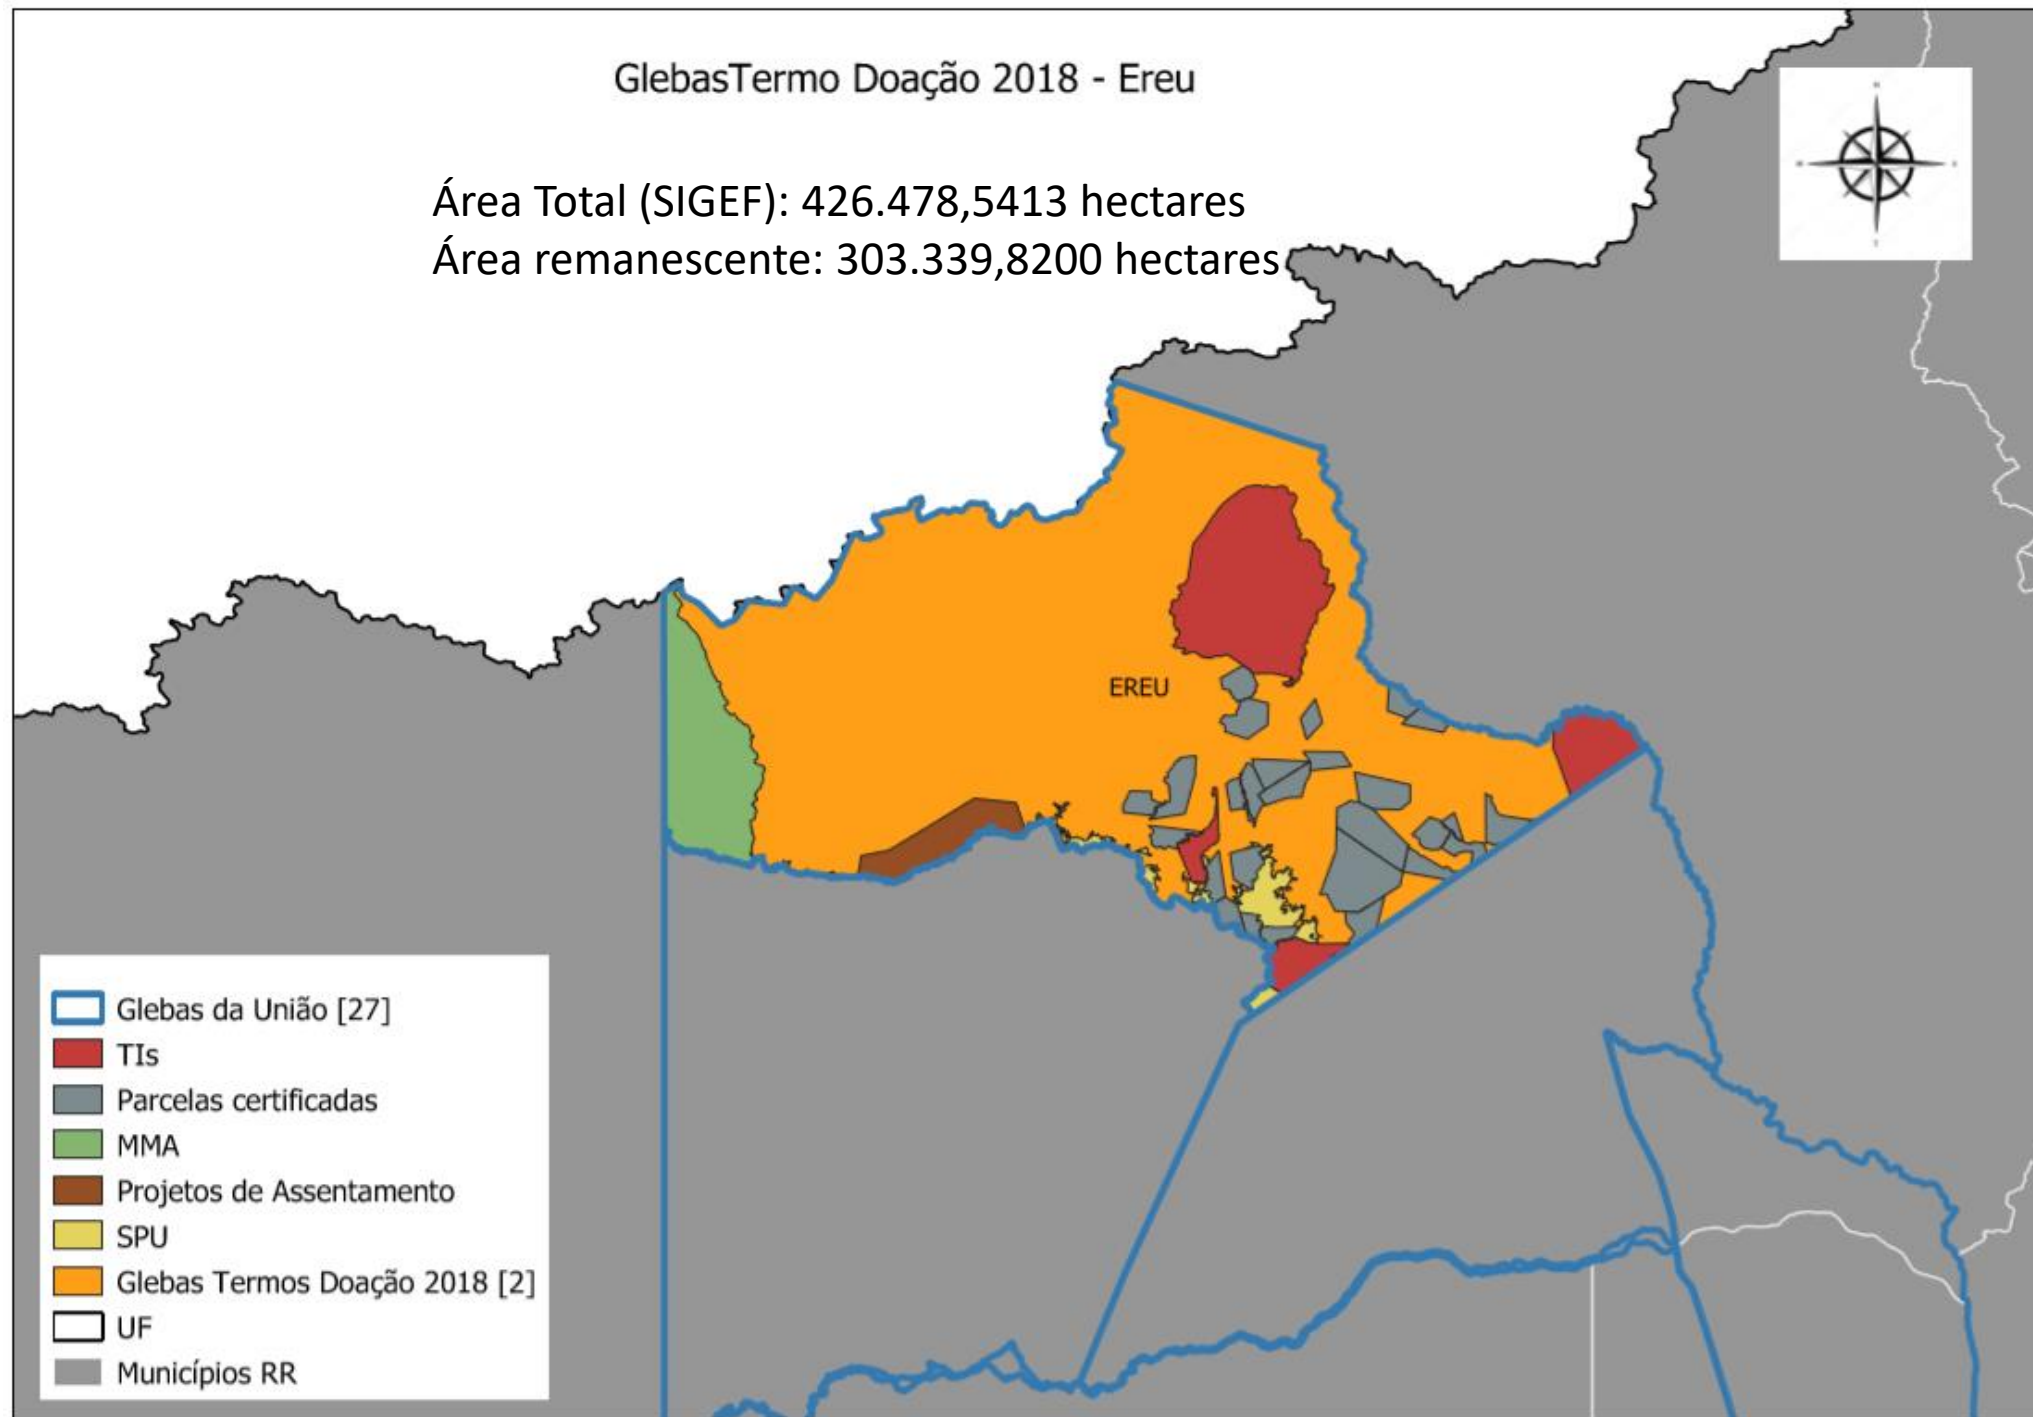 GlebasTermo Doação 2018 - Ereu
Área Total (SIGEF): 426.478,5413 hectares
Área remanescente: 303.339,8200 hectares
EREU
Glebas da União [27]
TIs
Parcelas certificadas
MMA
Projetos de Assentamento
SPU
Glebas Termos Doação 2018 [2]
UF
Municípios RR